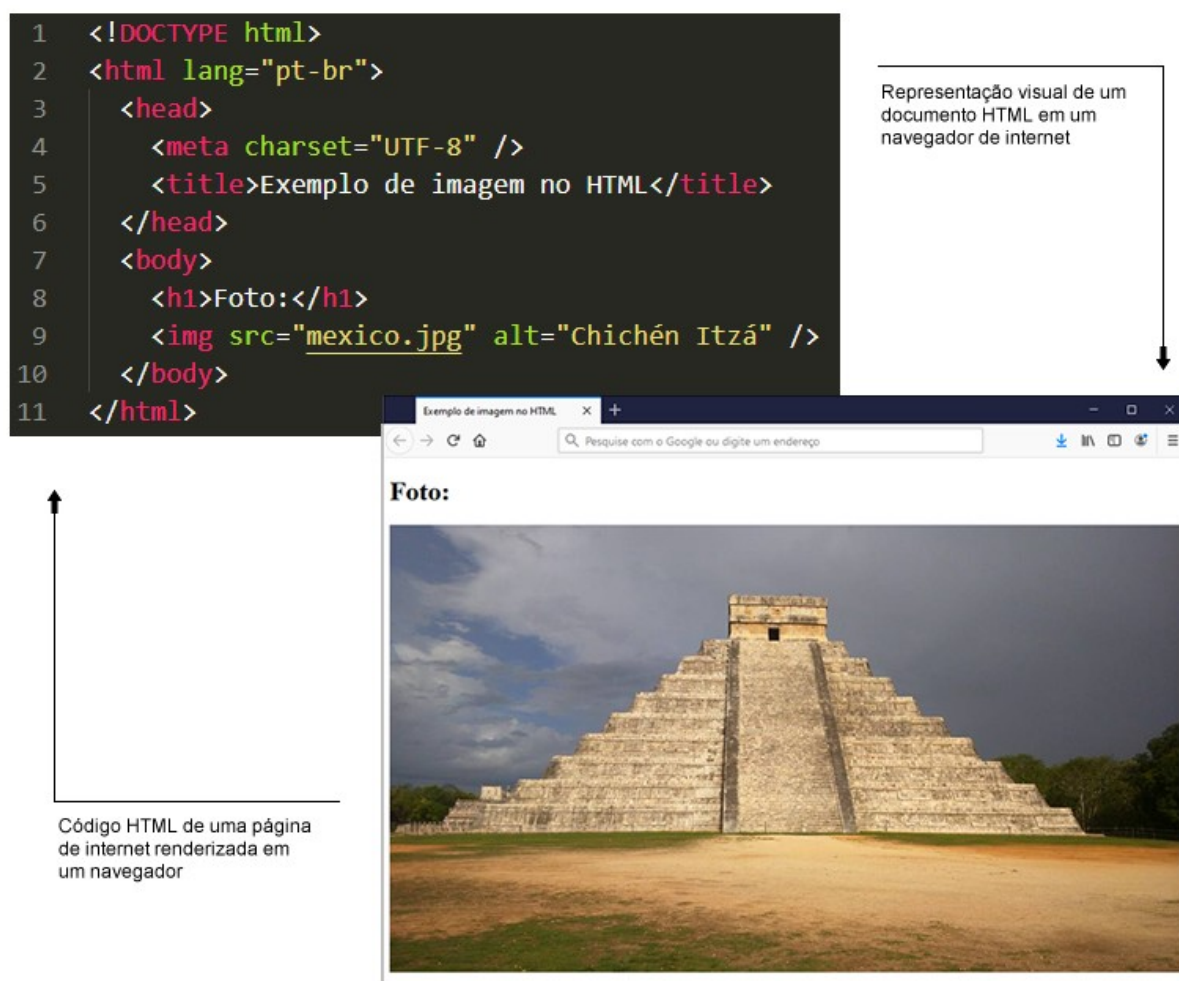 1 <!DOCTYPE html>
2 <html lang="pt-br">
3 <head>
4 <meta charset="UTF-8" />
5 <title>Exemplo de imagem no HTML</title>
6 </head>
7 <body>
8 <h1>Foto:</h1>
9 <img src="mexico.jpg" alt="Chichén Itzá" />
10 </body>
11 </html>
Representação visual de um
documento HTML em um
navegador de internet
Exemplo de imagem no HTML
Pesquise com o Google ou digite um endereço
Foto:
Código HTML de uma página
de internet renderizada em
um navegador